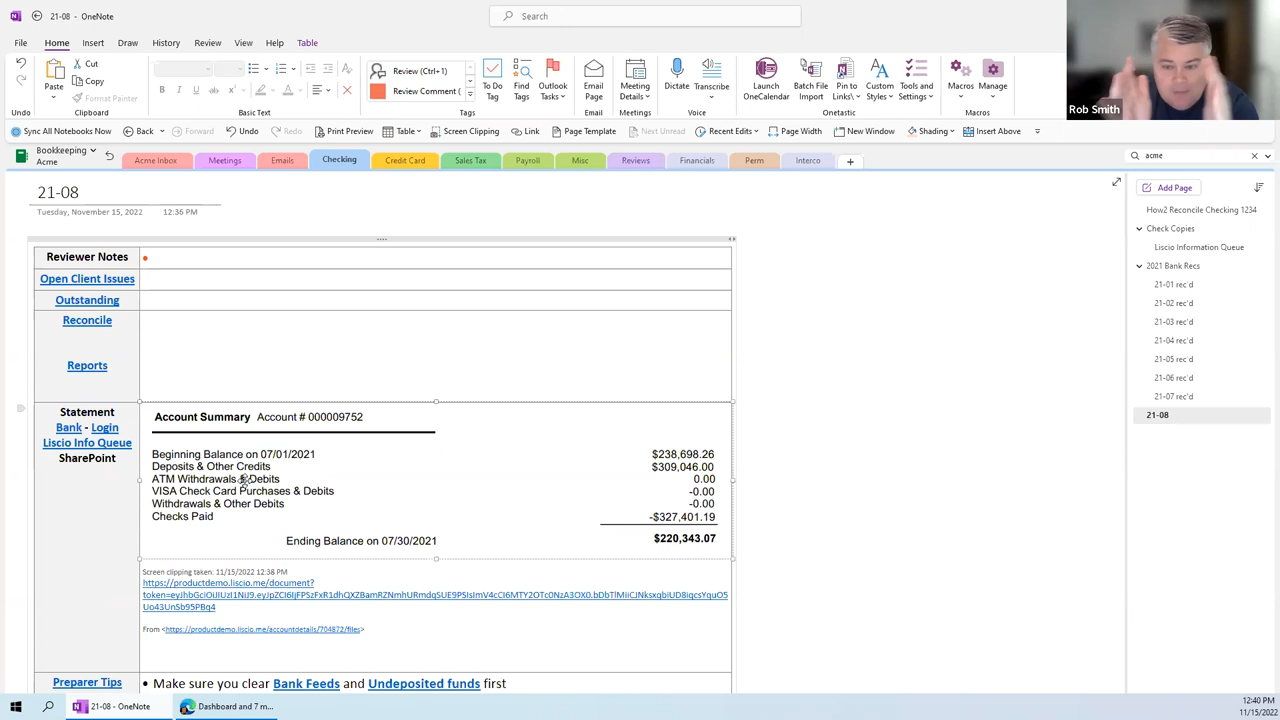 21-08 - OneNote
Search
File Home Insert Draw History Review View Help Table
Paste
Cut
Copy
Format Painter
Clipboard
Basic Text
Review (Ctrl+1)
Review Comment (
Tags
To Do Tag
Find Tags
Outlook Tasks
Email Page
Email
Meeting Details
Meetings
Dictate
Transcribe
Voice
Launch OneCalendar
Batch File Import
Pin to Links\
Custom Styles
Tools and Settings
Onetastic
Macros
Manage
Macros
Rob Smith
Sync All Notebooks Now Back Forward Undo Redo Print Preview Table Screen Clipping Link Page Template Next Unread Recent Edits Page Width New Window Shading Insert Above
Bookkeeping
Acme
Acme Inbox Meetings Emails Checking Credit Card Sales Tax Payroll Misc Reviews Financials Perm Interco
acme
21-08
Tuesday, November 15, 2022 12:36 PM
Add Page
How2 Reconcile Checking 1234
Check Copies
Liscio Information Queue
2021 Bank Recs
21-01 rec'd
21-02 rec'd
21-03 rec'd
21-04 rec'd
21-05 rec'd
21-06 rec'd
21-07 rec'd
21-08
Reviewer Notes
Open Client Issues
Outstanding
Reconcile
Reports
Statement
Bank - Login
Liscio Info Queue
SharePoint
Account Summary Account # 000009752
Beginning Balance on 07/01/2021 $238,698.26
Deposits & Other Credits $309,046.00
ATM Withdrawals & Debits 0.00
VISA Check Card Purchases & Debits -0.00
Withdrawals & Other Debits -0.00
Checks Paid -$327,401.19
Ending Balance on 07/30/2021 $220,343.07
Screen clipping taken: 11/15/2022 12:38 PM
https://productdemo.liscio.me/document?
From <https://productdemo.liscio.me/accountdetails/704872/files>
Preparer Tips
• Make sure you clear Bank Feeds and Undeposited funds first
21-08 - OneNote
Dashboard and 7 m...
12:40 PM
11/15/2022